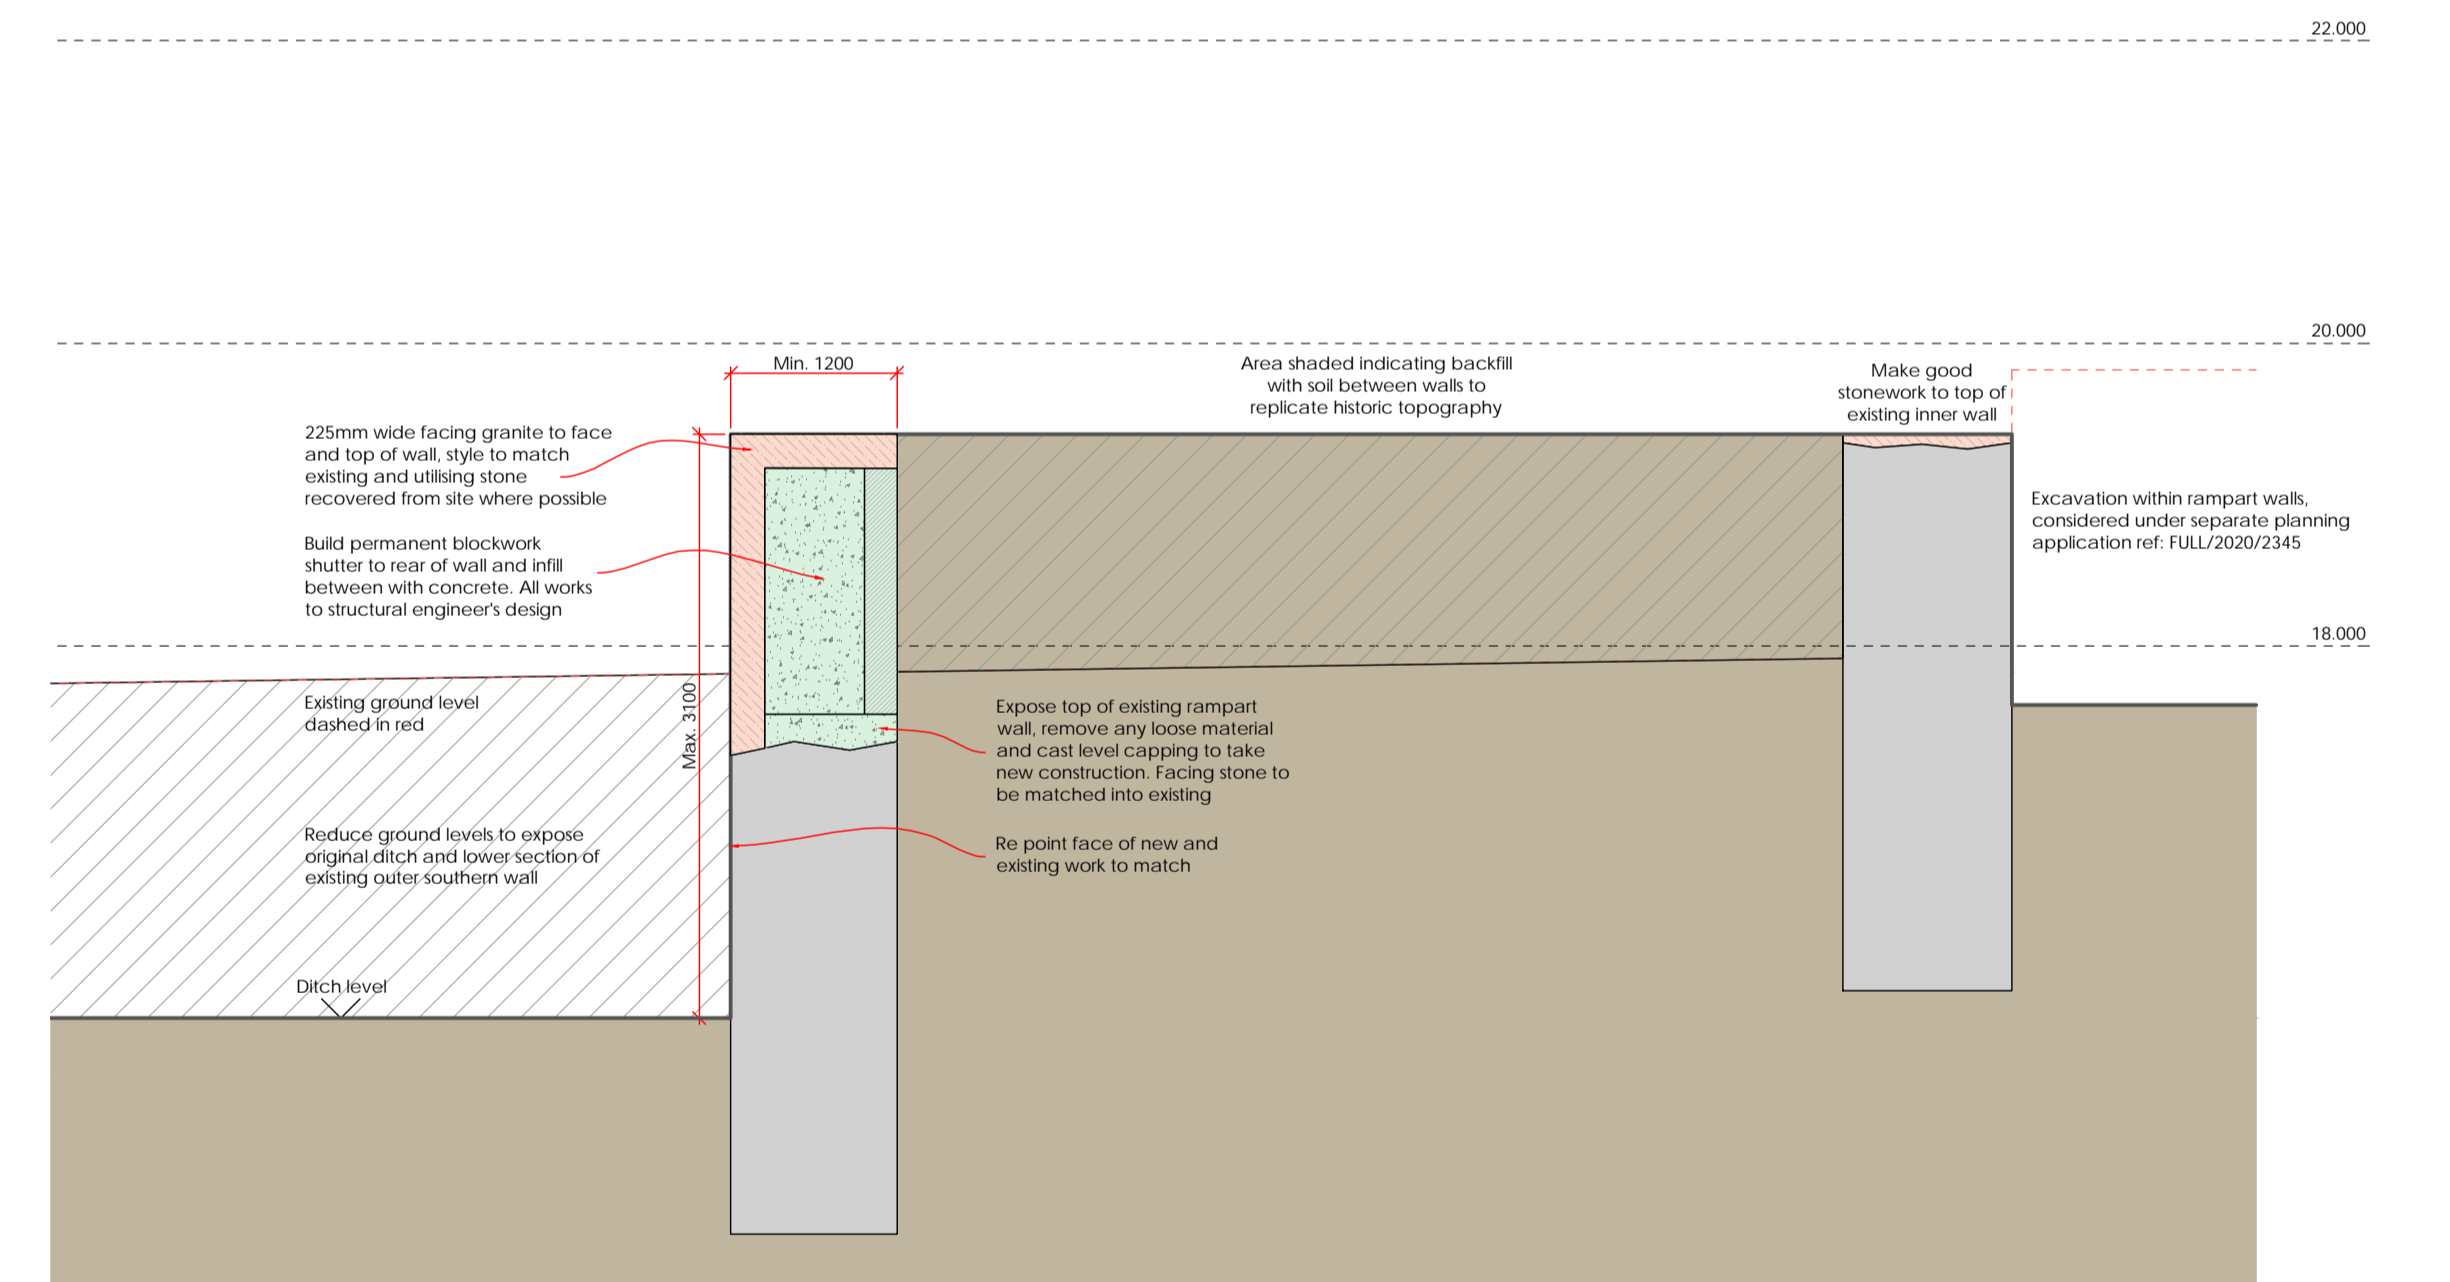 22.000
20.000
Min. 1200
Area shaded indicating backfill
with soil between walls to
replicate historic topography
Make good
stonework to top of
existing inner wall
225mm wide facing granite to face
and top of wall, style to match
existing and utilising stone
recovered from site where possible
Excavation within rampart walls,
considered under separate planning
application ref: FULL/2020/2345
Build permanent blockwork
shutter to rear of wall and infill
between with concrete. All works
to structural engineer's design
18.000
Max. 3100
Existing ground level
dashed in red
Expose top of existing rampart
wall, remove any loose material
and cast level capping to take
new construction. Facing stone to
be matched into existing
Reduce ground levels to expose
original ditch and lower section of
existing outer southern wall
Re point face of new and
existing work to match
Ditch level